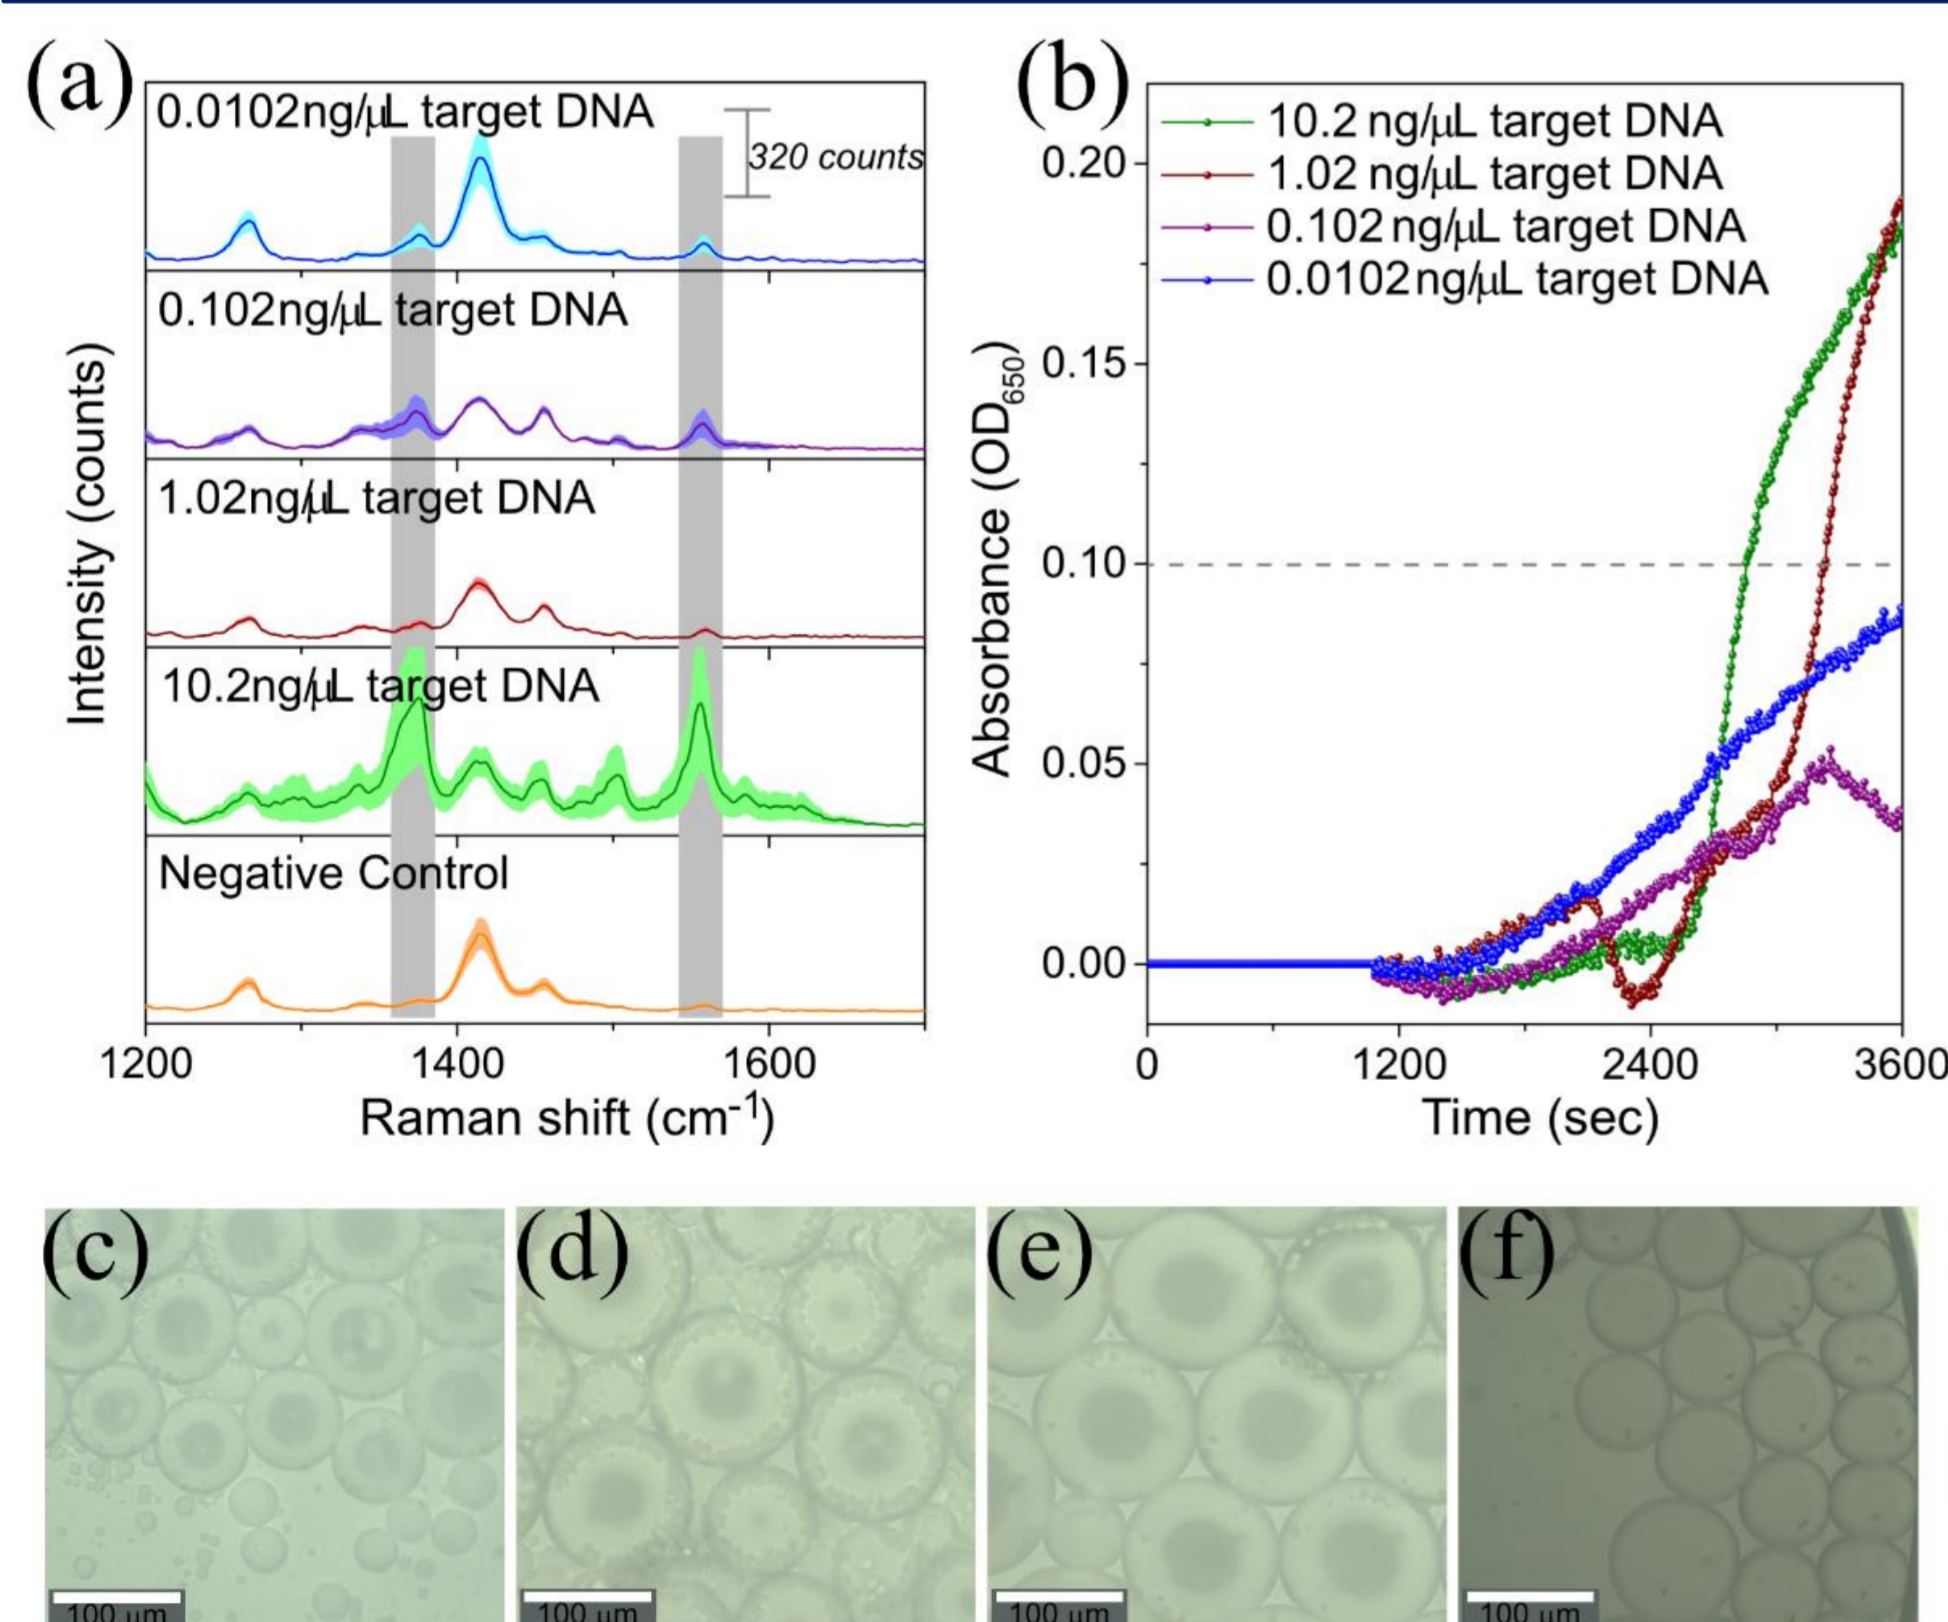 (a)
0.0102ng/μL target DNA
320 counts
0.102ng/μL target DNA
1.02ng/μL target DNA
10.2ng/μL target DNA
Negative Control
Intensity (counts)
1200 1400 1600
Raman shift (cm⁻¹)
(b)
10.2 ng/μL target DNA
1.02 ng/μL target DNA
0.102 ng/μL target DNA
0.0102ng/μL target DNA
Absorbance (OD₆₅₀)
0.20
0.15
0.10
0.05
0.00
0 1200 2400 3600
Time (sec)
(c) (d) (e) (f)
100 μm 100 μm 100 μm 100 μm